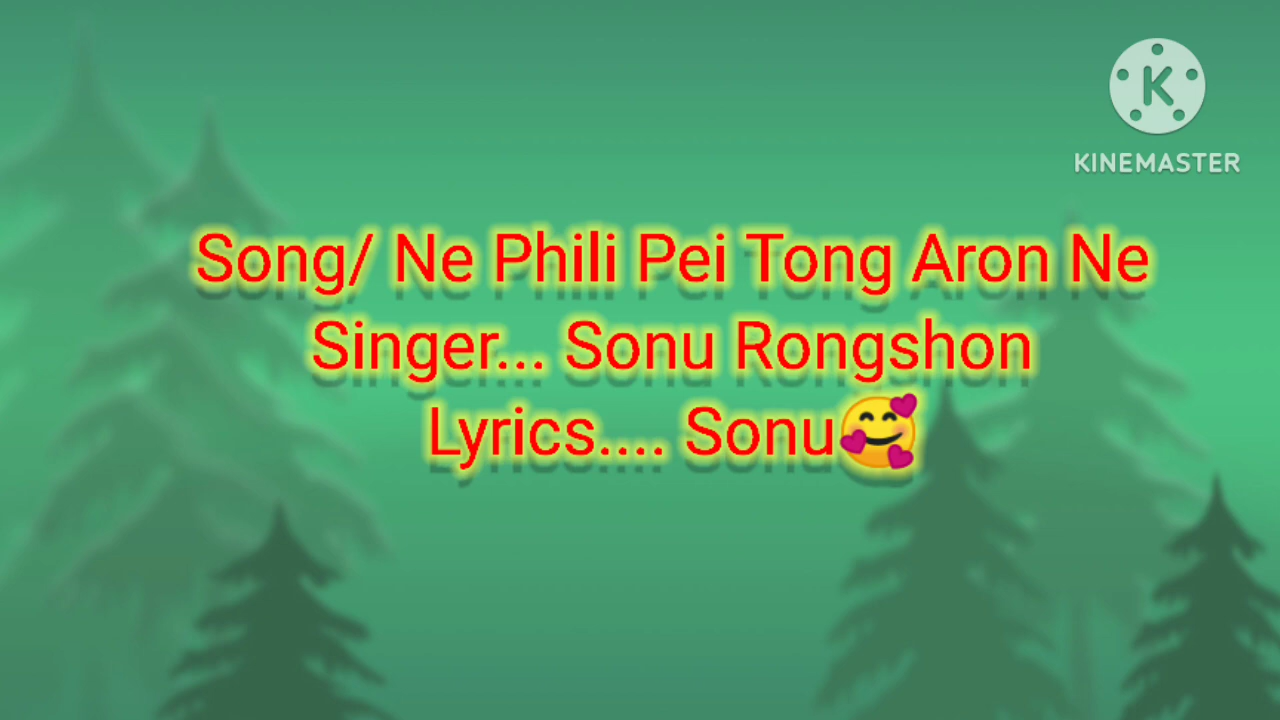 KINEMASTER
Song/ Ne Phili Pei Tong Aron Ne
Singer... Sonu Rongshon
Lyrics.... Sonu🥰